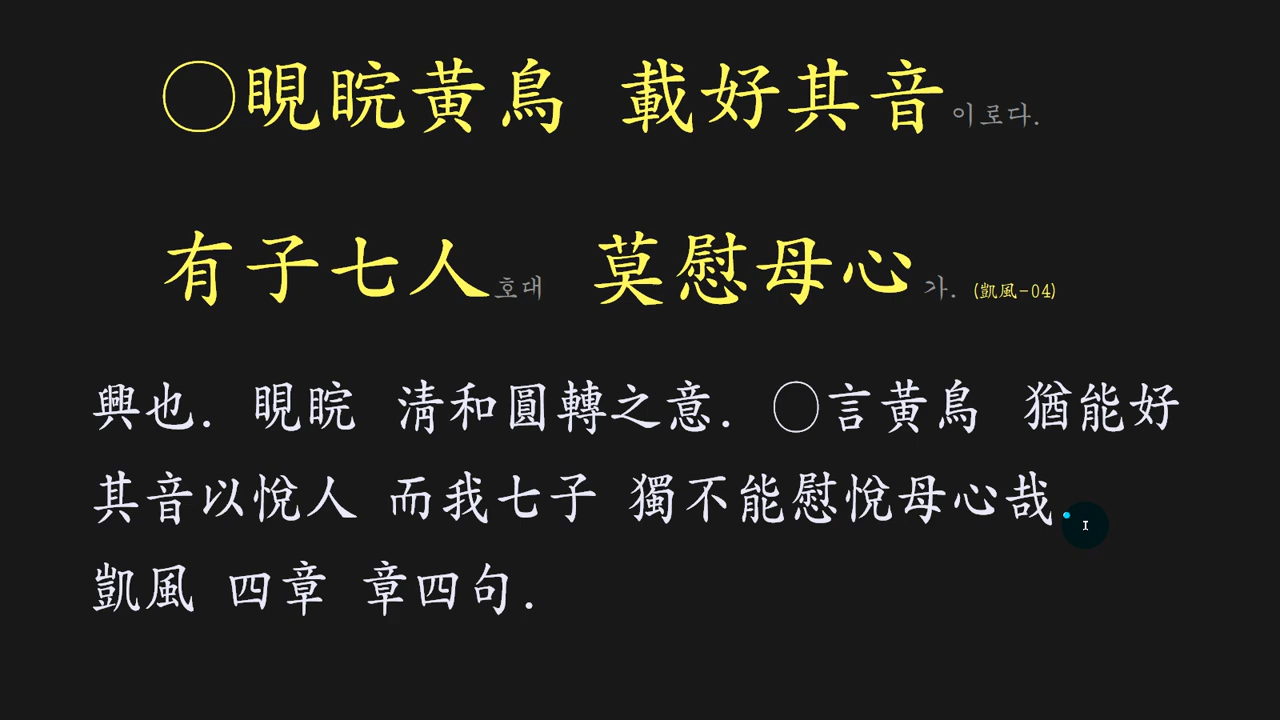 ◯睍睆黃鳥 載好其音이로다.
有子七人호대 莫慰母心가. (凱風-04)
興也. 睍睆 淸和圓轉之意. ◯言黃鳥 猶能好
其音以悅人 而我七子 獨不能慰悅母心哉.
凱風 四章 章四句.